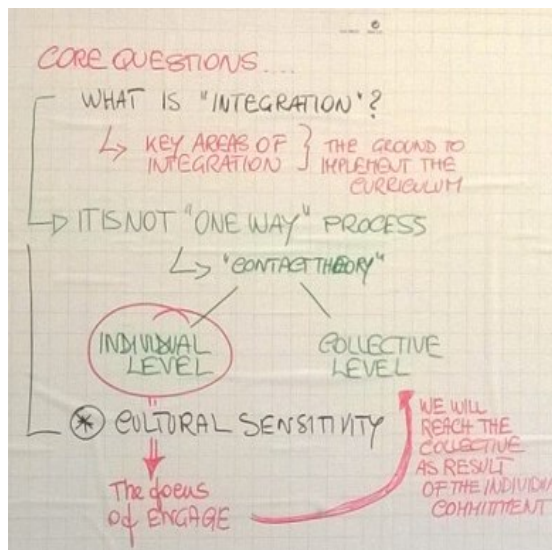 CORE QUESTIONS....
WHAT IS "INTEGRATION"?
KEY AREAS OF
INTEGRATION
THE GROUND TO
IMPLEMENT THE
CURRICULUM
IT IS NOT "ONE WAY" PROCESS
"CONTACT THEORY"
INDIVIDUAL
LEVEL
COLLECTIVE
LEVEL
* CULTURAL SENSITIVITY
WE WILL
REACH THE
COLLECTIVE
AS RESULT
OF THE INDIVIDUA
COMMITMENT
The focus
of ENGAGE